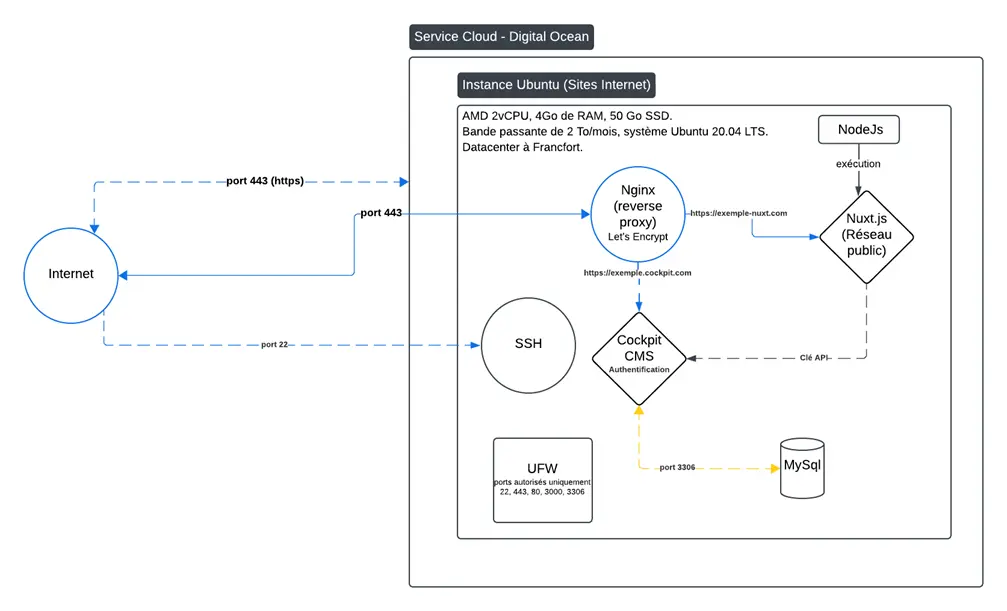 Service Cloud - Digital Ocean
Instance Ubuntu (Sites Internet)
AMD 2vCPU, 4Go de RAM, 50 Go SSD.
Bande passante de 2 To/mois, système Ubuntu 20.04 LTS.
Datacenter à Francfort.
NodeJs
exécution
port 443 (https)
port 443
Nginx
(reverse
proxy)
Let's Encrypt
https://exemple-nuxt.com
Nuxt.js
(Réseau
public)
Internet
https://exemple.cockpit.com
port 22
SSH
Cockpit
CMS
Authentification
Clé API
UFW
ports autorisés uniquement
22, 443, 80, 3000, 3306
port 3306
MySql